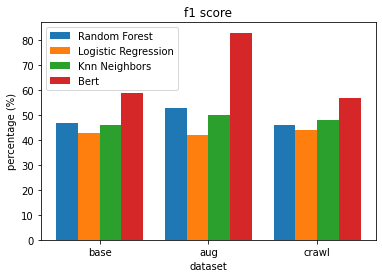 f1 score
Random Forest
Logistic Regression
Knn Neighbors
Bert
percentage (%)
80
70
60
50
40
30
20
10
0
base aug crawl
dataset